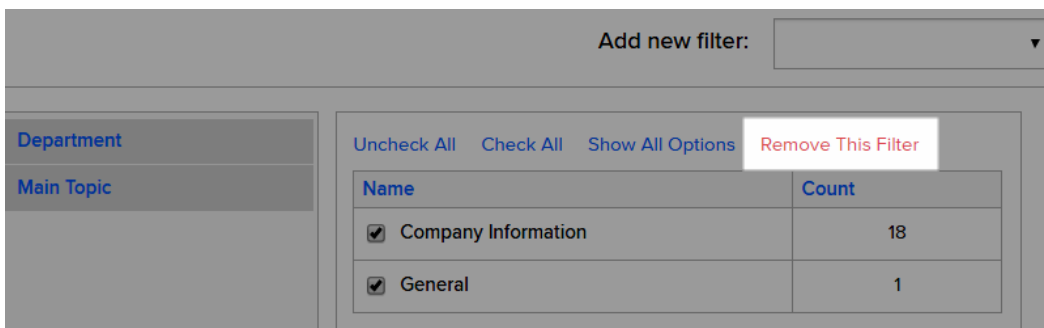 Add new filter:
Department
Main Topic
Uncheck All Check All Show All Options Remove This Filter
Name Count
Company Information 18
General 1